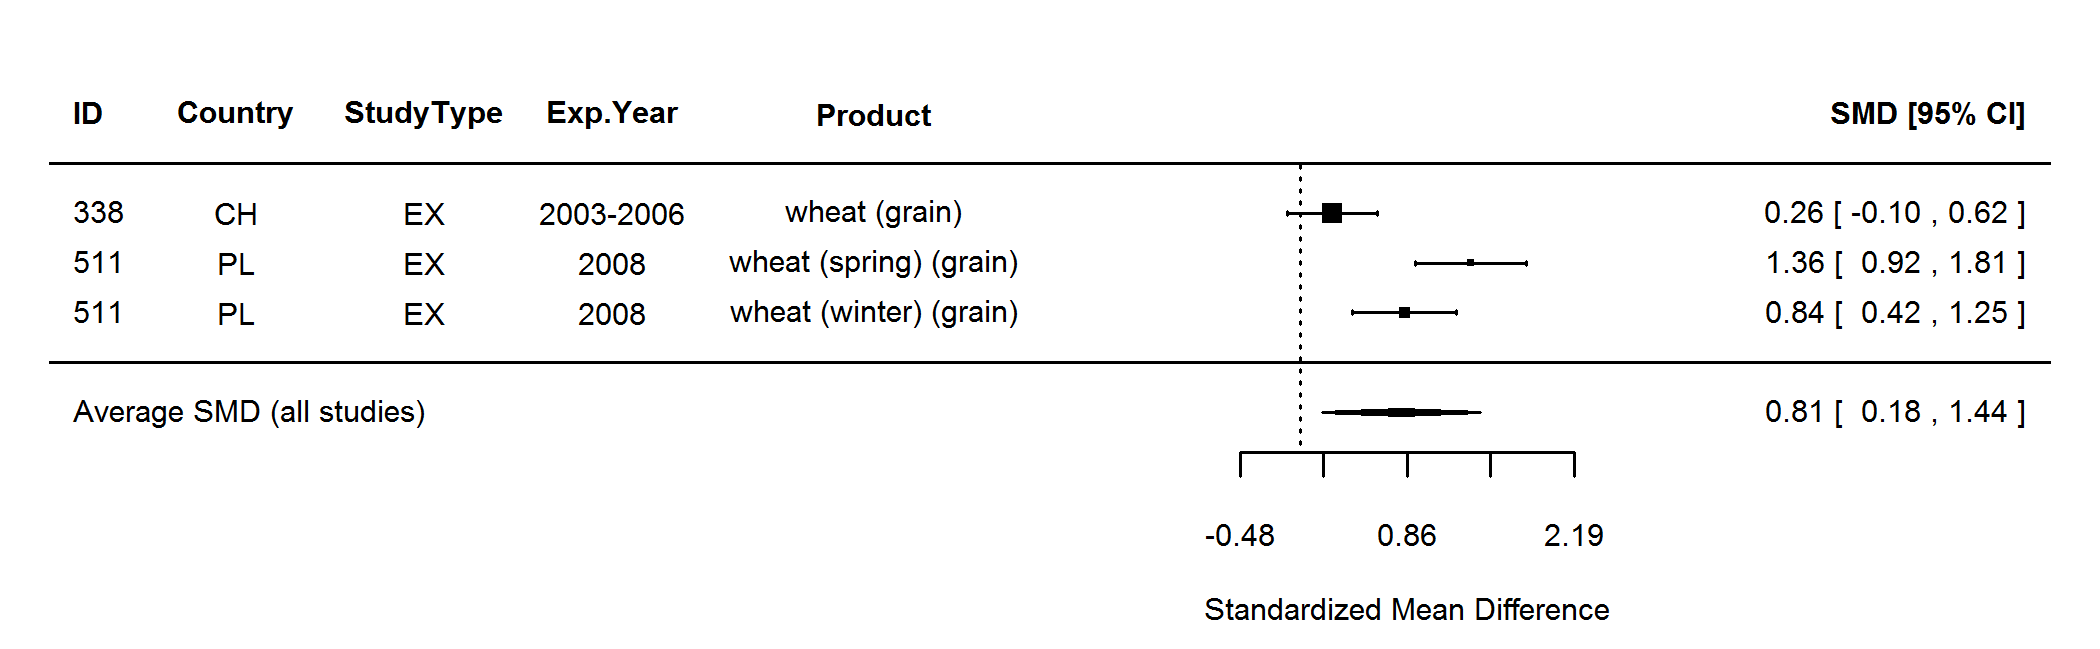 ID Country StudyType Exp.Year Product SMD [95% CI]
338 CH EX 2003-2006 wheat (grain) 0.26 [ -0.10 , 0.62 ]
511 PL EX 2008 wheat (spring) (grain) 1.36 [ 0.92 , 1.81 ]
511 PL EX 2008 wheat (winter) (grain) 0.84 [ 0.42 , 1.25 ]
Average SMD (all studies) 0.81 [ 0.18 , 1.44 ]
-0.48 0.86 2.19
Standardized Mean Difference